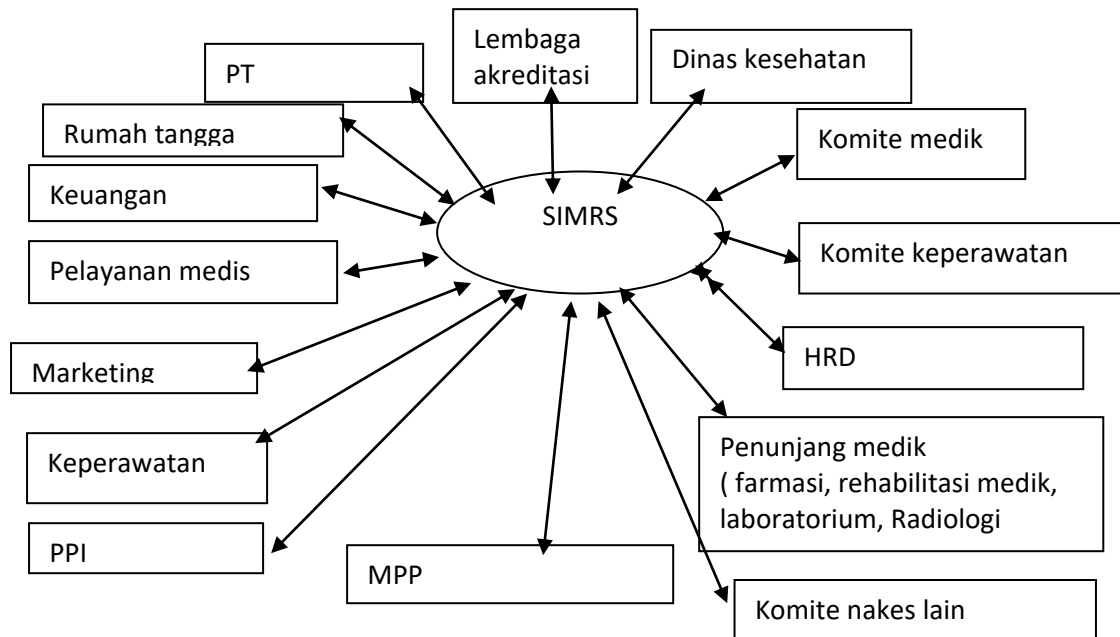 Lembaga
akreditasi
Dinas kesehatan
PT
Rumah tangga
Komite medik
Keuangan
SIMRS
Komite keperawatan
Pelayanan medis
HRD
Marketing
Penunjang medik
( farmasi, rehabilitasi medik,
laboratorium, Radiologi
Keperawatan
PPI
MPP
Komite nakes lain